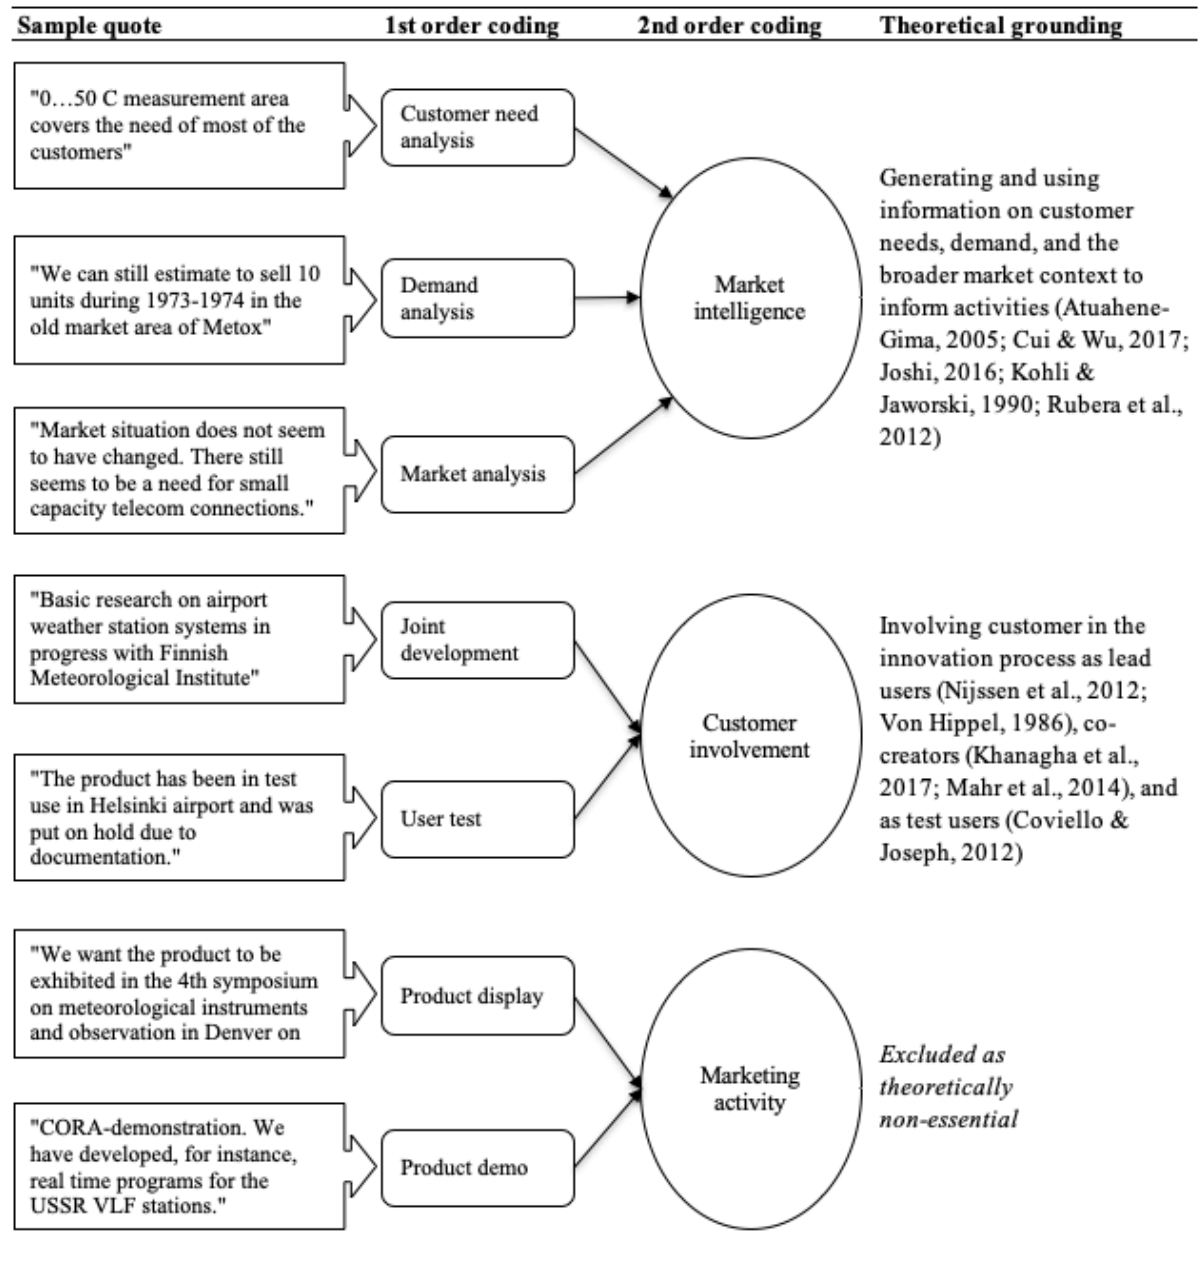 Sample quote
1st order coding
2nd order coding
Theoretical grounding
"0…50 C measurement area
covers the need of most of the
customers"
Customer need
analysis
"We can still estimate to sell 10
units during 1973-1974 in the
old market area of Metox"
Demand
analysis
"Market situation does not seem
to have changed. There still
seems to be a need for small
capacity telecom connections."
Market analysis
Market
intelligence
Generating and using
information on customer
needs, demand, and the
broader market context to
inform activities (Atuahene-
Gima, 2005; Cui & Wu, 2017;
Joshi, 2016; Kohli &
Jaworski, 1990; Rubera et al.,
2012)
"Basic research on airport
weather station systems in
progress with Finnish
Meteorological Institute"
Joint
development
"The product has been in test
use in Helsinki airport and was
put on hold due to
documentation."
User test
Customer
involvement
Involving customer in the
innovation process as lead
users (Nijssen et al., 2012;
Von Hippel, 1986), co-
creators (Khanagha et al.,
2017; Mahr et al., 2014), and
as test users (Coviello &
Joseph, 2012)
"We want the product to be
exhibited in the 4th symposium
on meteorological instruments
and observation in Denver on
Product display
"CORA-demonstration. We
have developed, for instance,
real time programs for the
USSR VLF stations."
Product demo
Marketing
activity
Excluded as
theoretically
non-essential